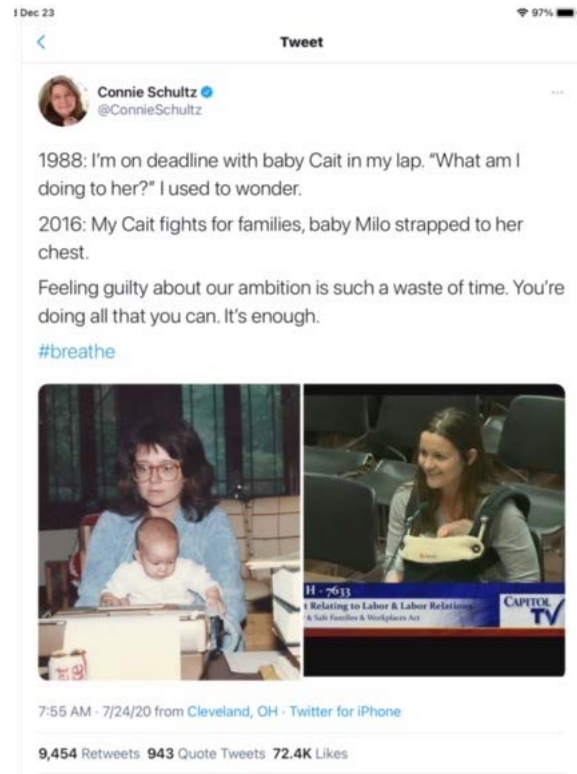 Dec 23
97%
Tweet
Connie Schultz
@ConnieSchultz
1988: I'm on deadline with baby Cait in my lap. "What am I
doing to her?" I used to wonder.
2016: My Cait fights for families, baby Milo strapped to her
chest.
Feeling guilty about our ambition is such a waste of time. You're
doing all that you can. It's enough.
#breathe
H - 7633
t Relating to Labor & Labor Relations
& Safe Families & Workplaces Act
CAPITOL
TV
7:55 AM · 7/24/20 from Cleveland, OH · Twitter for iPhone
9,454 Retweets 943 Quote Tweets 72.4K Likes